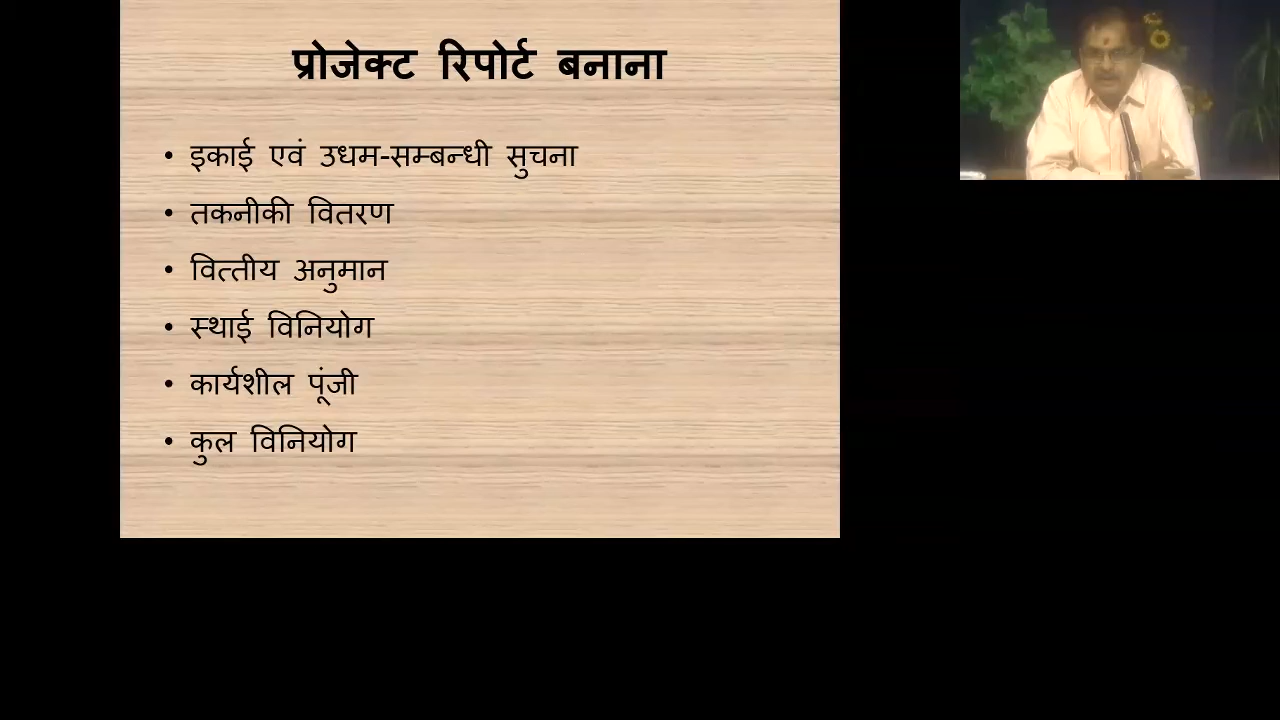 प्रोजेक्ट रिपोर्ट बनाना
• इकाई एवं उधम-सम्बन्धी सुचना
• तकनीकी वितरण
• वित्तीय अनुमान
• स्थाई विनियोग
• कार्यशील पूंजी
• कुल विनियोग